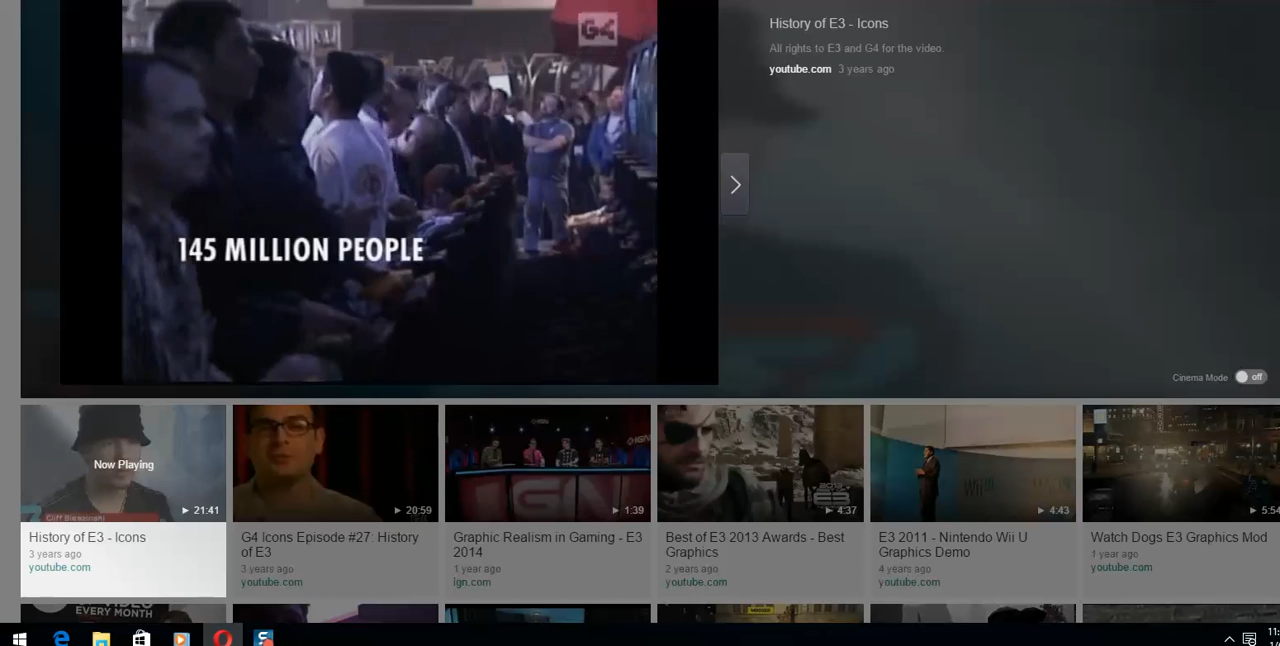 G4
History of E3 - Icons
All rights to E3 and G4 for the video.
youtube.com 3 years ago
145 MILLION PEOPLE
Cinema Mode off
Now Playing
21:41
Cliff Bleszinski
History of E3 - Icons
3 years ago
youtube.com
20:59
G4 Icons Episode #27: History
of E3
3 years ago
youtube.com
IGN
1:39
Graphic Realism in Gaming - E3
2014
1 year ago
ign.com
2013
E3
4:37
Best of E3 2013 Awards - Best
Graphics
2 years ago
youtube.com
4:43
E3 2011 - Nintendo Wii U
Graphics Demo
4 years ago
youtube.com
5:54
Watch Dogs E3 Graphics Mod
1 year ago
youtube.com
EVERY MONTH
11: